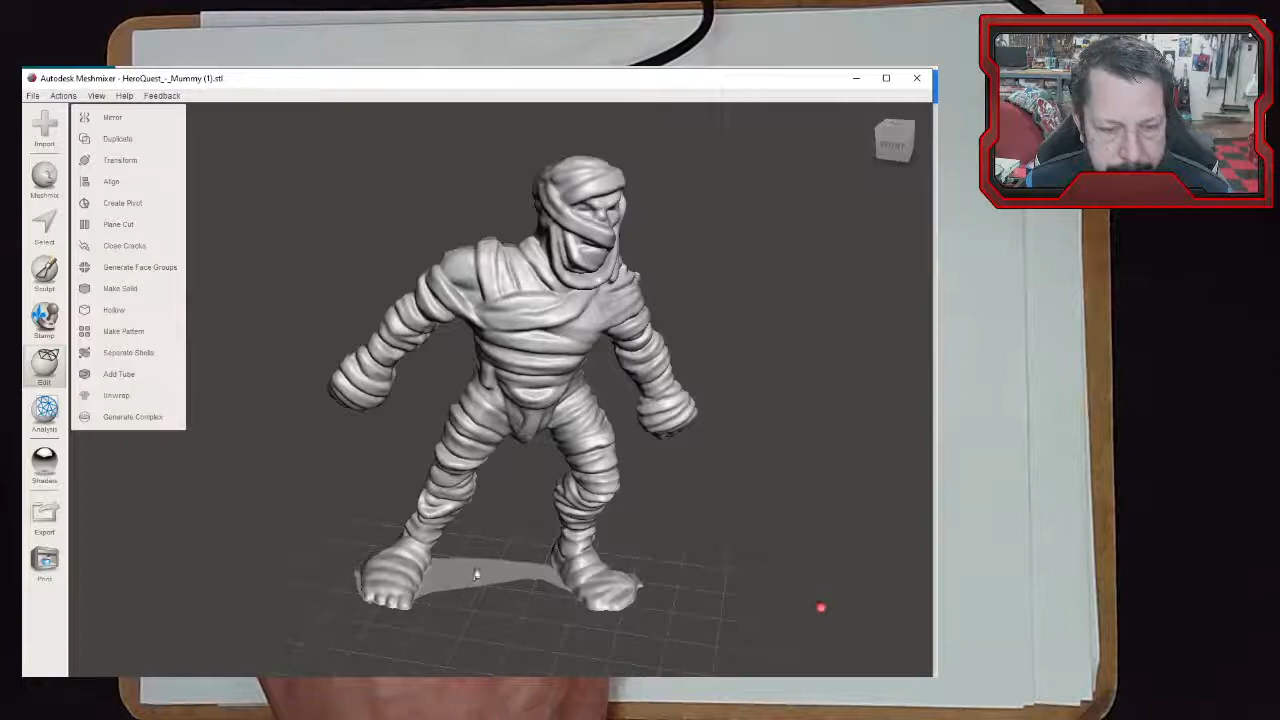 Autodesk Meshmixer - HeroQuest_-_Mummy (1).stl
File Actions View Help Feedback
Import
Meshmix
Select
Sculpt
Stamp
Edit
Analysis
Shaders
Export
Print
Mirror
Duplicate
Transform
Align
Create Pivot
Plane Cut
Close Cracks
Generate Face Groups
Make Solid
Hollow
Make Pattern
Separate Shells
Add Tube
Unwrap
Generate Complex
FRONT